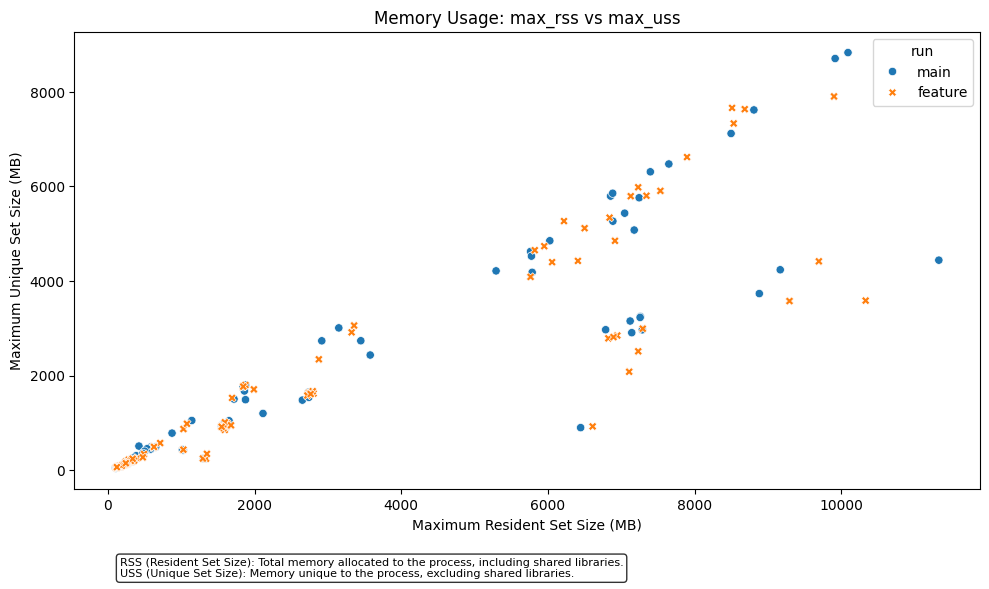 Memory Usage: max_rss vs max_uss
run
main
feature
8000
6000
4000
2000
0
Maximum Unique Set Size (MB)
0 2000 4000 6000 8000 10000
Maximum Resident Set Size (MB)
RSS (Resident Set Size): Total memory allocated to the process, including shared libraries.
USS (Unique Set Size): Memory unique to the process, excluding shared libraries.